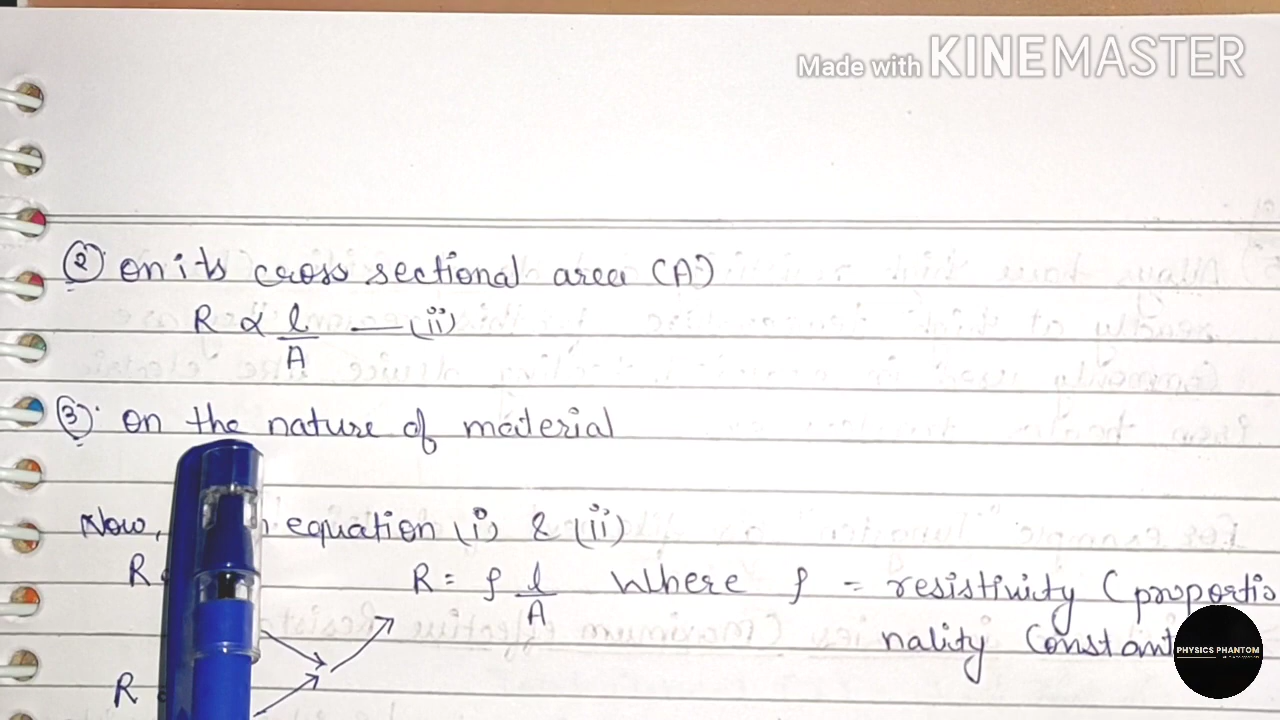 Made with KINEMASTER
② on its cross sectional area (A)
R ∝ l/A — (ii)
③ on the nature of material
Now, equation (i) & (ii)
R R = ρ l/A Where ρ = resistivity (proportio
nality Constant
PHYSICS PHANTOM
R